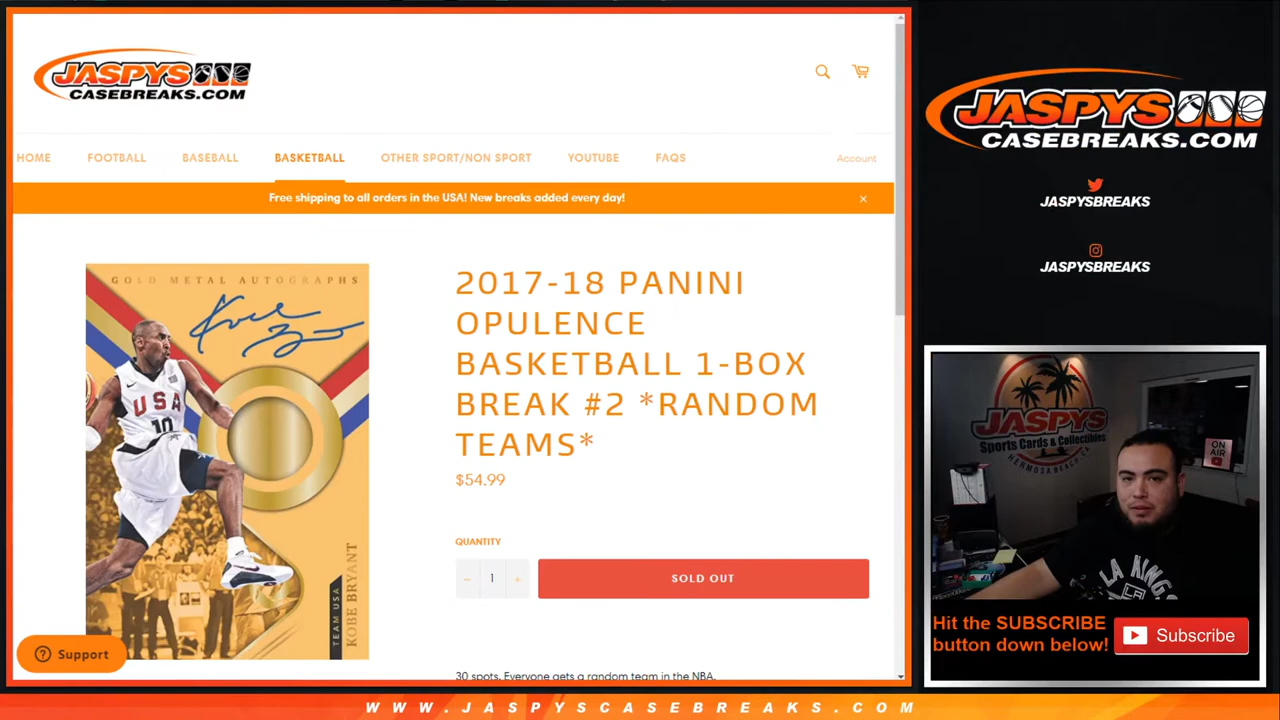 JASPYS
CASEBREAKS.COM
HOME FOOTBALL BASEBALL BASKETBALL OTHER SPORT/NON SPORT YOUTUBE FAQS Account
Free shipping to all orders in the USA! New breaks added every day! ×
GOLD METAL AUTOGRAPHS
USA
10
TEAM USA
KOBE BRYANT
2017-18 PANINI
OPULENCE
BASKETBALL 1-BOX
BREAK #2 *RANDOM
TEAMS*
$54.99
QUANTITY
− 1 +
SOLD OUT
30 spots. Everyone gets a random team in the NBA.
? Support
JASPYS
CASEBREAKS.COM
JASPYSBREAKS
JASPYSBREAKS
JASPYS
Sports Cards & Collectibles
HERMOSA BEACH, CA
ON
AIR
LA KINGS
Hit the SUBSCRIBE
button down below!
Subscribe
WWW.JASPYSCASEBREAKS.COM